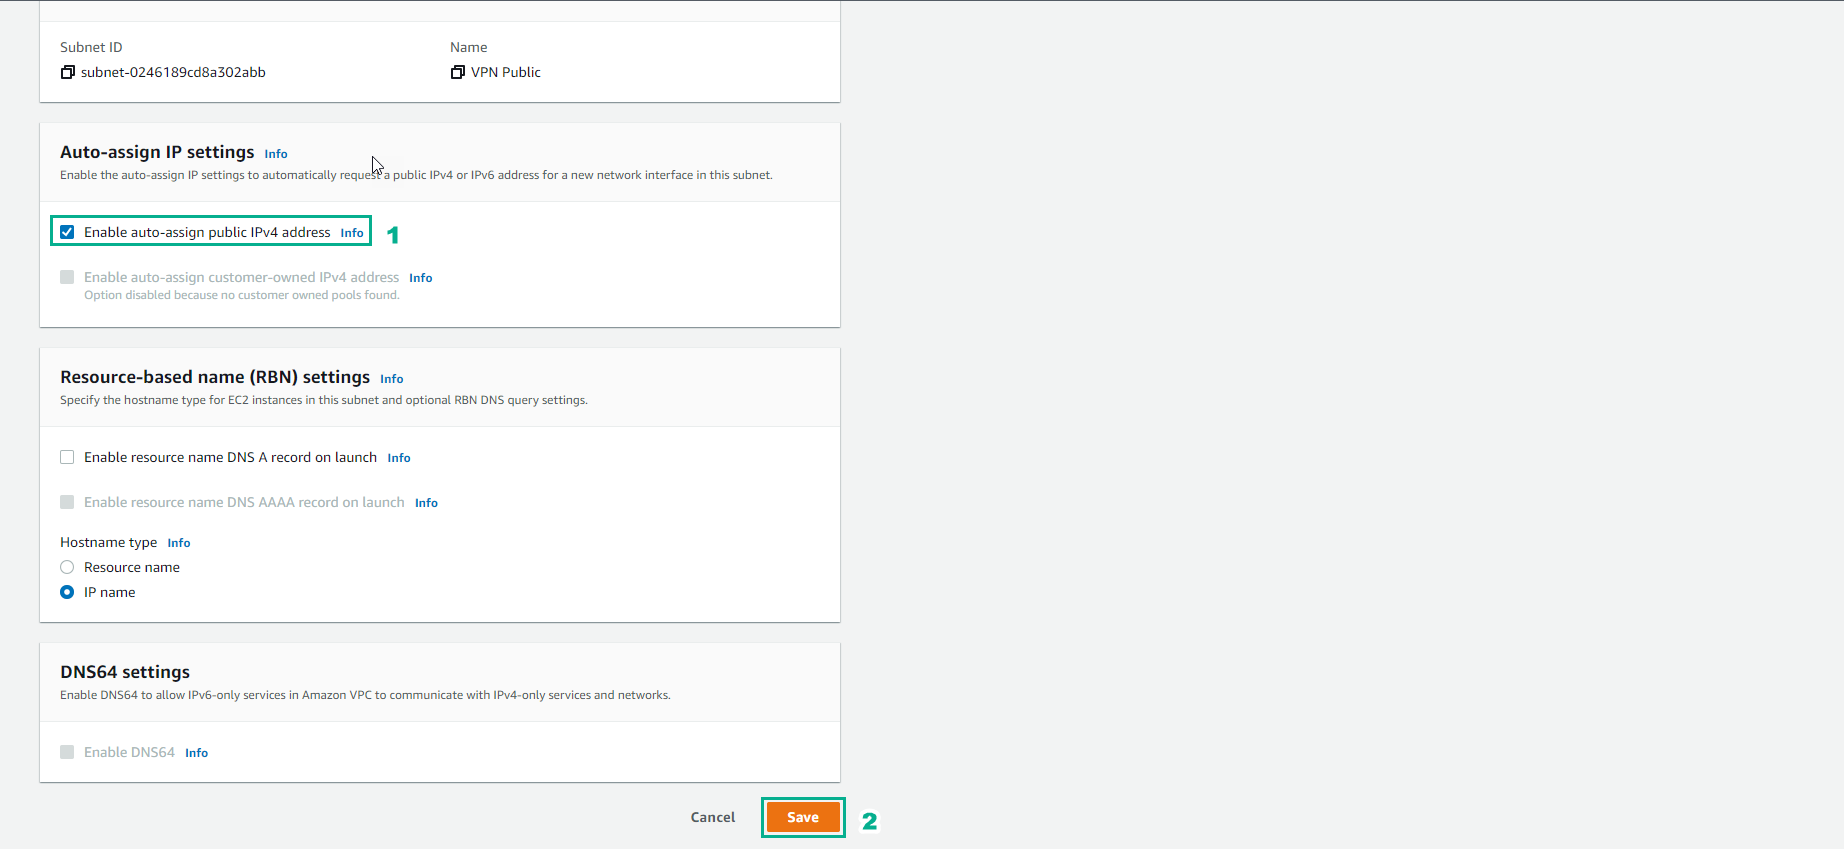 Subnet ID
subnet-0246189cd8a302abb
Name
VPN Public
Auto-assign IP settings Info
Enable the auto-assign IP settings to automatically request a public IPv4 or IPv6 address for a new network interface in this subnet.
Enable auto-assign public IPv4 address Info 1
Enable auto-assign customer-owned IPv4 address Info
Option disabled because no customer owned pools found.
Resource-based name (RBN) settings Info
Specify the hostname type for EC2 instances in this subnet and optional RBN DNS query settings.
Enable resource name DNS A record on launch Info
Enable resource name DNS AAAA record on launch Info
Hostname type Info
Resource name
IP name
DNS64 settings
Enable DNS64 to allow IPv6-only services in Amazon VPC to communicate with IPv4-only services and networks.
Enable DNS64 Info
Cancel Save 2